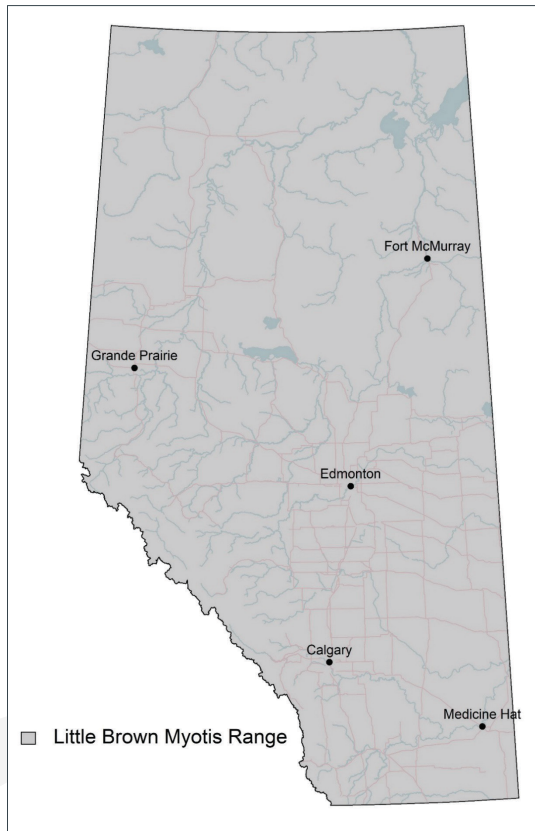 Fort McMurray
Grande Prairie
Edmonton
Calgary
Medicine Hat
Little Brown Myotis Range